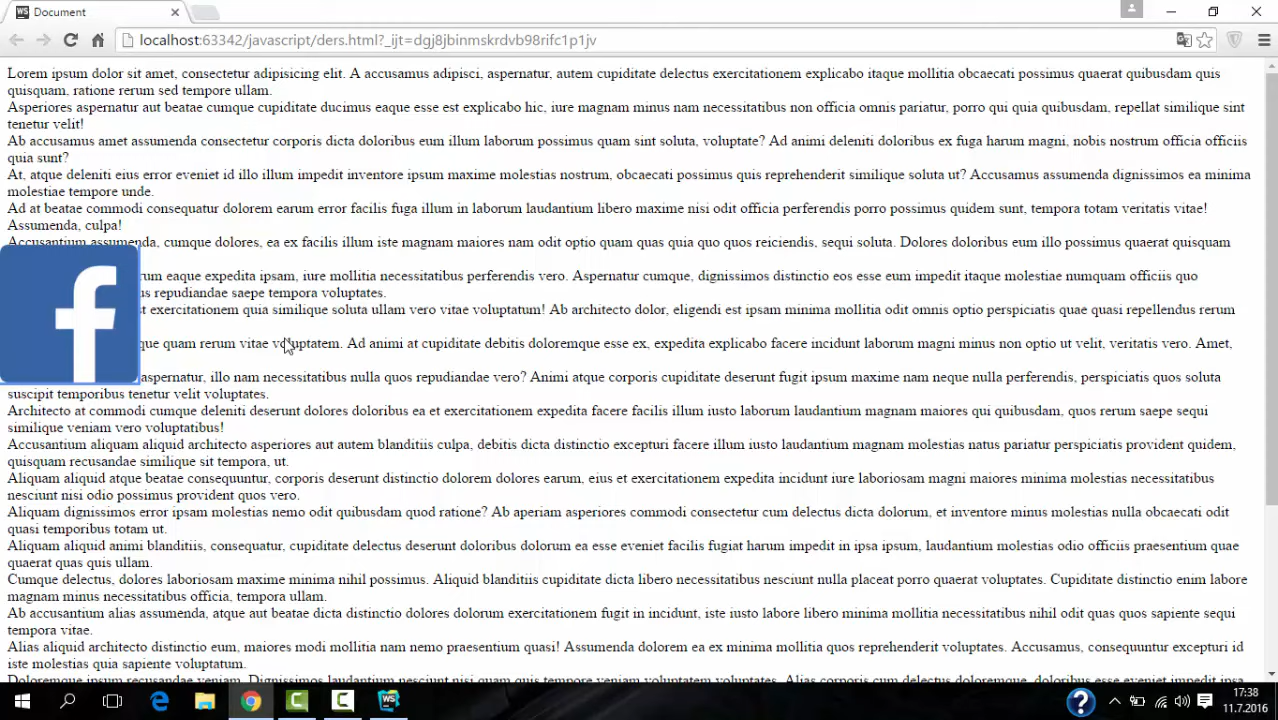 Document
localhost:63342/javascript/ders.html?_ijt=dgj8jbinmskrdvb98rifc1p1jv
Lorem ipsum dolor sit amet, consectetur adipisicing elit. A accusamus adipisci, aspernatur, autem cupiditate delectus exercitationem explicabo itaque mollitia obcaecati possimus quaerat quibusdam quis
quisquam, ratione rerum sed tempore ullam.
Asperiores aspernatur aut beatae cumque cupiditate ducimus eaque esse est explicabo hic, iure magnam minus nam necessitatibus non officia omnis pariatur, porro qui quia quibusdam, repellat similique sint
tenetur velit!
Ab accusamus amet assumenda consectetur corporis dicta doloribus eum illum laborum possimus quam sint soluta, voluptate? Ad animi deleniti doloribus ex fuga harum magni, nobis nostrum officia officiis
quia sunt?
At, atque deleniti eius error eveniet id illo illum impedit inventore ipsum maxime molestias nostrum, obcaecati possimus quis reprehenderit similique soluta ut? Accusamus assumenda dignissimos ea minima
molestiae tempore unde.
Ad at beatae commodi consequatur dolorem earum error facilis fuga illum in laborum laudantium libero maxime nisi odit officia perferendis porro possimus quidem sunt, tempora totam veritatis vitae!
Assumenda, culpa!
Accusantium assumenda, cumque dolores, ea ex facilis illum iste magnam maiores nam odit optio quam quas quia quo quos reiciendis, sequi soluta. Dolores doloribus eum illo possimus quaerat quisquam
rum eaque expedita ipsam, iure mollitia necessitatibus perferendis vero. Aspernatur cumque, dignissimos distinctio eos esse eum impedit itaque molestiae numquam officiis quo
us repudiandae saepe tempora voluptates.
t exercitationem quia similique soluta ullam vero vitae voluptatum! Ab architecto dolor, eligendi est ipsam minima mollitia odit omnis optio perspiciatis quae quasi repellendus rerum
que quam rerum vitae voluptatem. Ad animi at cupiditate debitis doloremque esse ex, expedita explicabo facere incidunt laborum magni minus non optio ut velit, veritatis vero. Amet,
aspernatur, illo nam necessitatibus nulla quos repudiandae vero? Animi atque corporis cupiditate deserunt fugit ipsum maxime nam neque nulla perferendis, perspiciatis quos soluta
suscipit temporibus tenetur velit voluptates.
Architecto at commodi cumque deleniti deserunt dolores doloribus ea et exercitationem expedita facere facilis illum iusto laborum laudantium magnam maiores qui quibusdam, quos rerum saepe sequi
similique veniam vero voluptatibus!
Accusantium aliquam aliquid architecto asperiores aut autem blanditiis culpa, debitis dicta distinctio excepturi facere illum iusto laudantium magnam molestias natus pariatur perspiciatis provident quidem,
quisquam recusandae similique sit tempora, ut.
Aliquam aliquid atque beatae consequuntur, corporis deserunt distinctio dolorem dolores earum, eius et exercitationem expedita incidunt iure laboriosam magni maiores minima molestias necessitatibus
nesciunt nisi odio possimus provident quos vero.
Aliquam dignissimos error ipsam molestias nemo odit quibusdam quod ratione? Ab aperiam asperiores commodi consectetur cum delectus dicta dolorum, et inventore minus molestias nulla obcaecati odit
quasi temporibus totam ut.
Aliquam aliquid animi blanditiis, consequatur, cupiditate delectus deserunt doloribus dolorum ea esse eveniet facilis fugiat harum impedit in ipsa ipsum, laudantium molestias odio officiis praesentium quae
quaerat quas quis ullam.
Cumque delectus, dolores laboriosam maxime minima nihil possimus. Aliquid blanditiis cupiditate dicta libero necessitatibus nesciunt nulla placeat porro quaerat voluptates. Cupiditate distinctio enim labore
magnam minus necessitatibus officia, tempora ullam.
Ab accusantium alias assumenda, atque aut beatae dicta distinctio dolores dolorum exercitationem fugit in incidunt, iste iusto labore libero minima mollitia necessitatibus nihil odit quas quos sapiente sequi
tempora vitae.
Alias aliquid architecto distinctio eum, maiores modi mollitia nam nemo praesentium quasi! Assumenda dolorem ea ex minima mollitia quos reprehenderit voluptates. Accusamus, consequuntur excepturi id
iste molestias quia sapiente voluptatum.
Doloremque ipsum recusandae veniam. Dignissimos laudantium quasi quos ut voluptatem voluptates. Alias corporis cum cumque doloremque, dolorum eligendi
17:38
11.7.2016